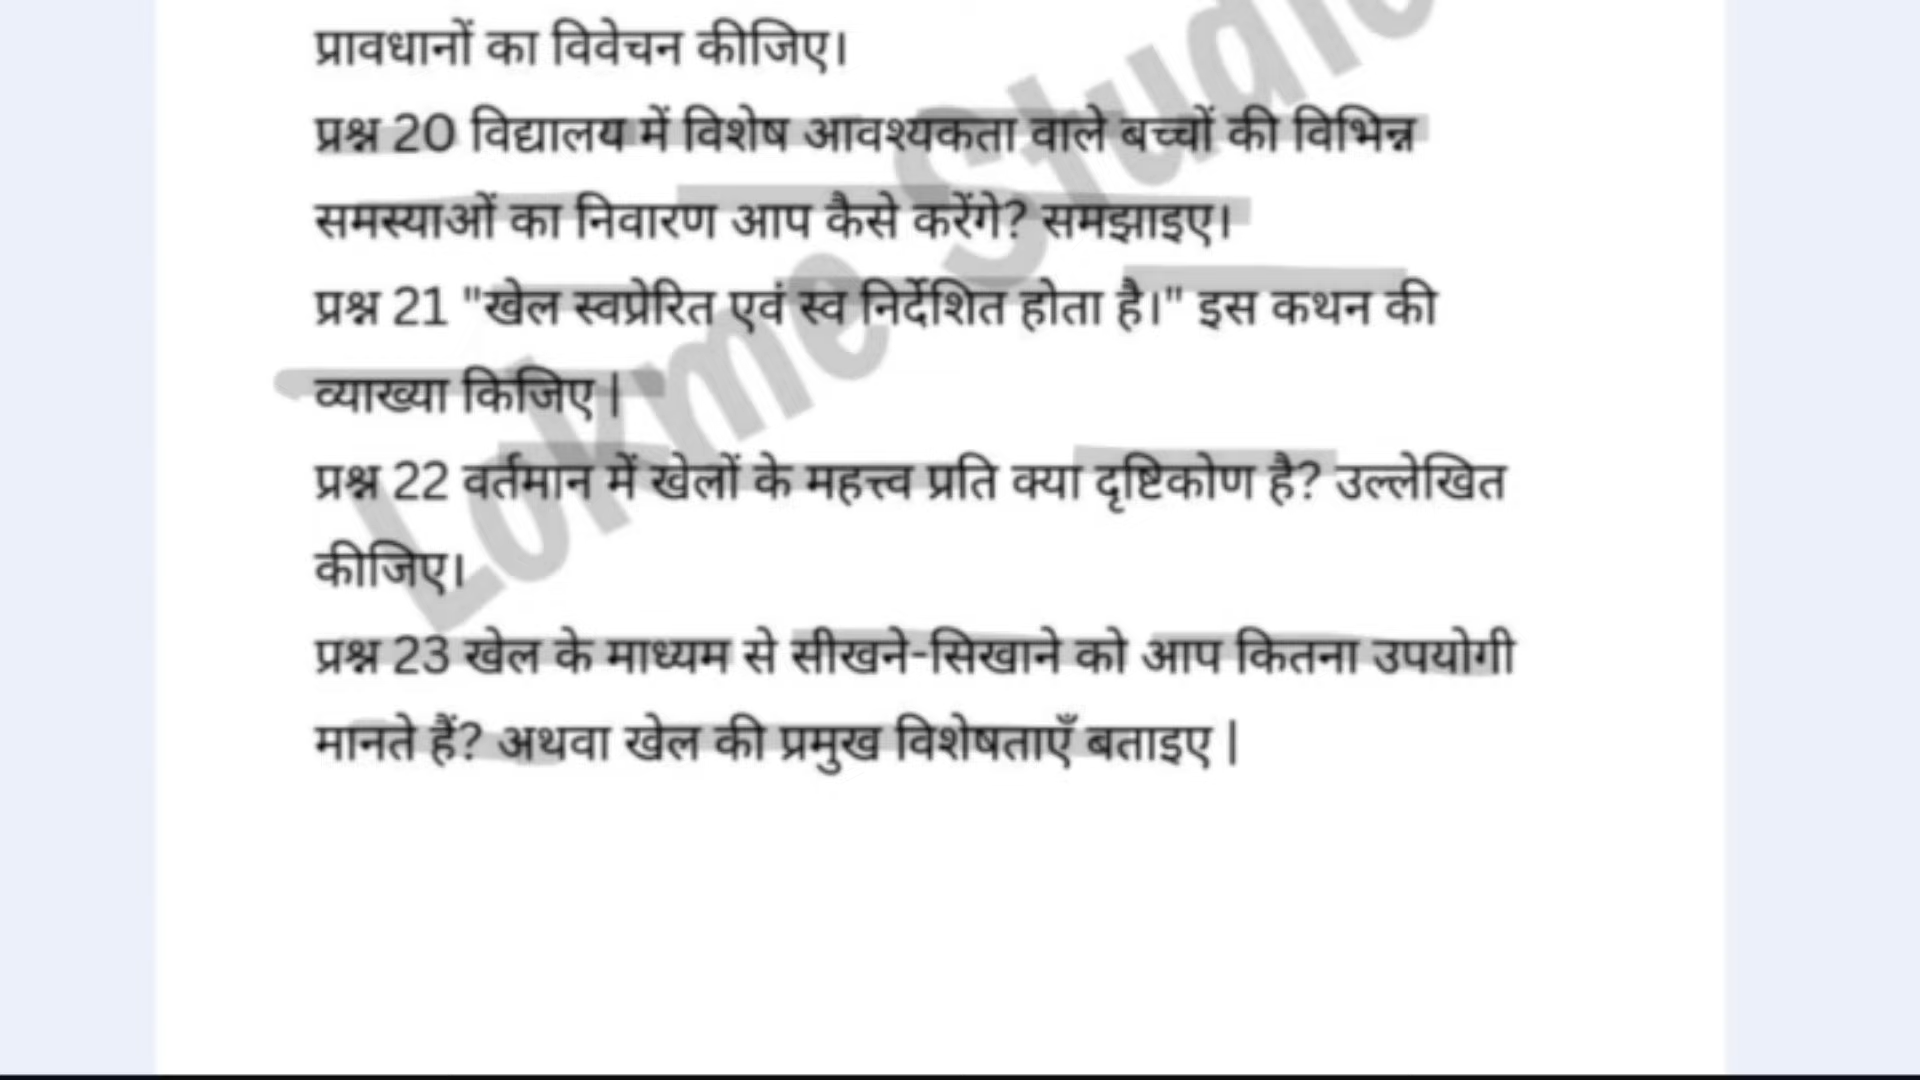 प्रावधानों का विवेचन कीजिए।
प्रश्न 20 विद्यालय में विशेष आवश्यकता वाले बच्चों की विभिन्न
समस्याओं का निवारण आप कैसे करेंगे? समझाइए।
प्रश्न 21 "खेल स्वप्रेरित एवं स्व निर्देशित होता है।" इस कथन की
व्याख्या किजिए |
प्रश्न 22 वर्तमान में खेलों के महत्त्व प्रति क्या दृष्टिकोण है? उल्लेखित
कीजिए।
प्रश्न 23 खेल के माध्यम से सीखने-सिखाने को आप कितना उपयोगी
मानते हैं? अथवा खेल की प्रमुख विशेषताएँ बताइए |
Lokme Studio